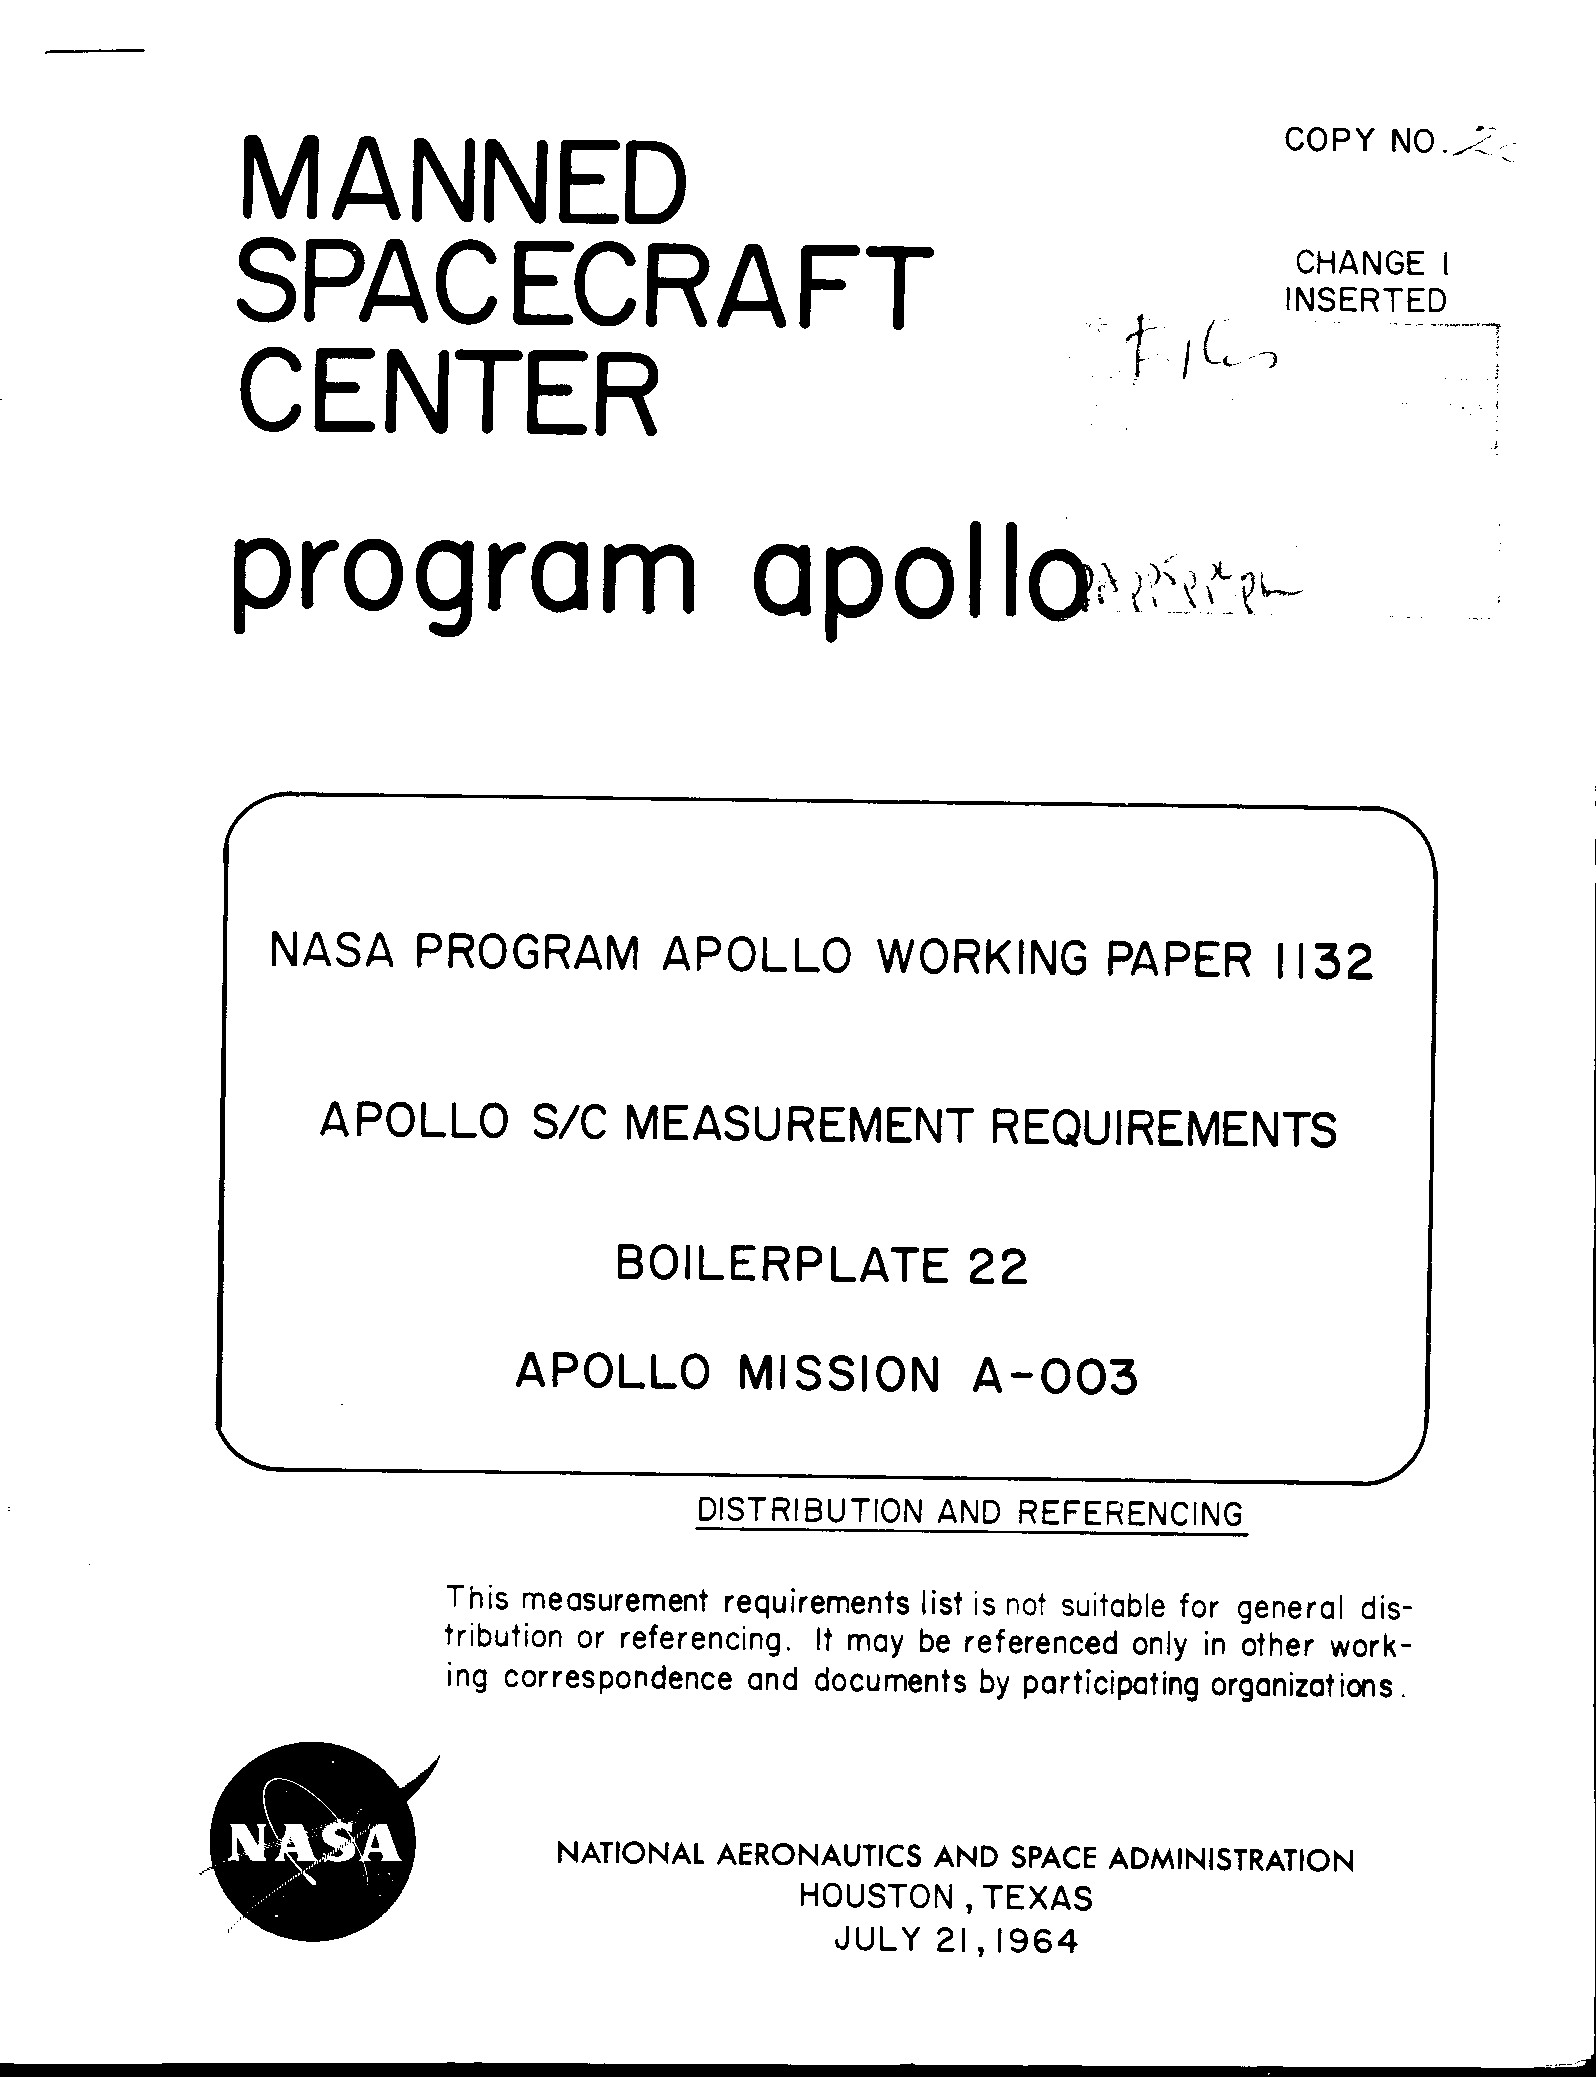 COPY NO.
MANNED
SPACECRAFT
CENTER
CHANGE 1
INSERTED
program apollo
NASA PROGRAM APOLLO WORKING PAPER 1132
APOLLO S/C MEASUREMENT REQUIREMENTS
BOILERPLATE 22
APOLLO MISSION A-003
DISTRIBUTION AND REFERENCING
This measurement requirements list is not suitable for general dis-
tribution or referencing. It may be referenced only in other work-
ing correspondence and documents by participating organizations.
NASA
NATIONAL AERONAUTICS AND SPACE ADMINISTRATION
HOUSTON, TEXAS
JULY 21, 1964